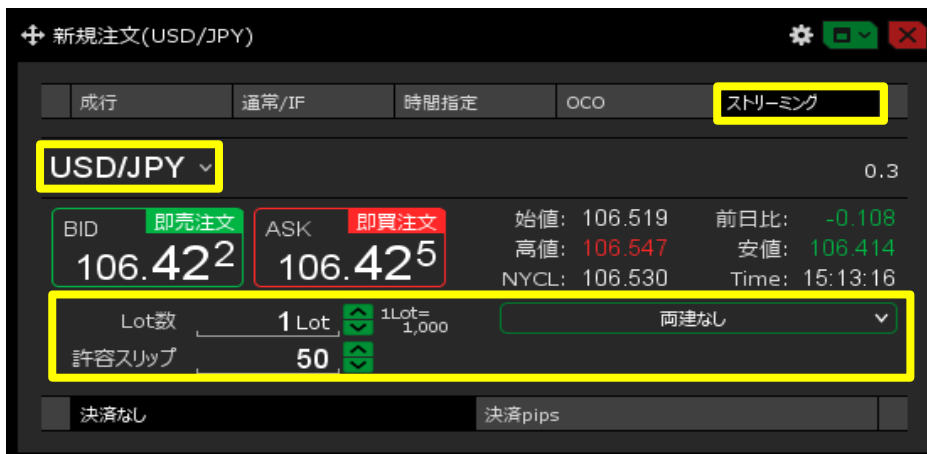 新規注文(USD/JPY)
成行 通常/IF 時間指定 OCO ストリーミング
USD/JPY 0.3
BID 即売注文 ASK 即買注文 始値: 106.519 前日比: -0.108
106.422 106.425 高値: 106.547 安値: 106.414
NYCL: 106.530 Time: 15:13:16
Lot数 1 Lot 1Lot=1,000 両建なし
許容スリップ 50
決済なし 決済pips